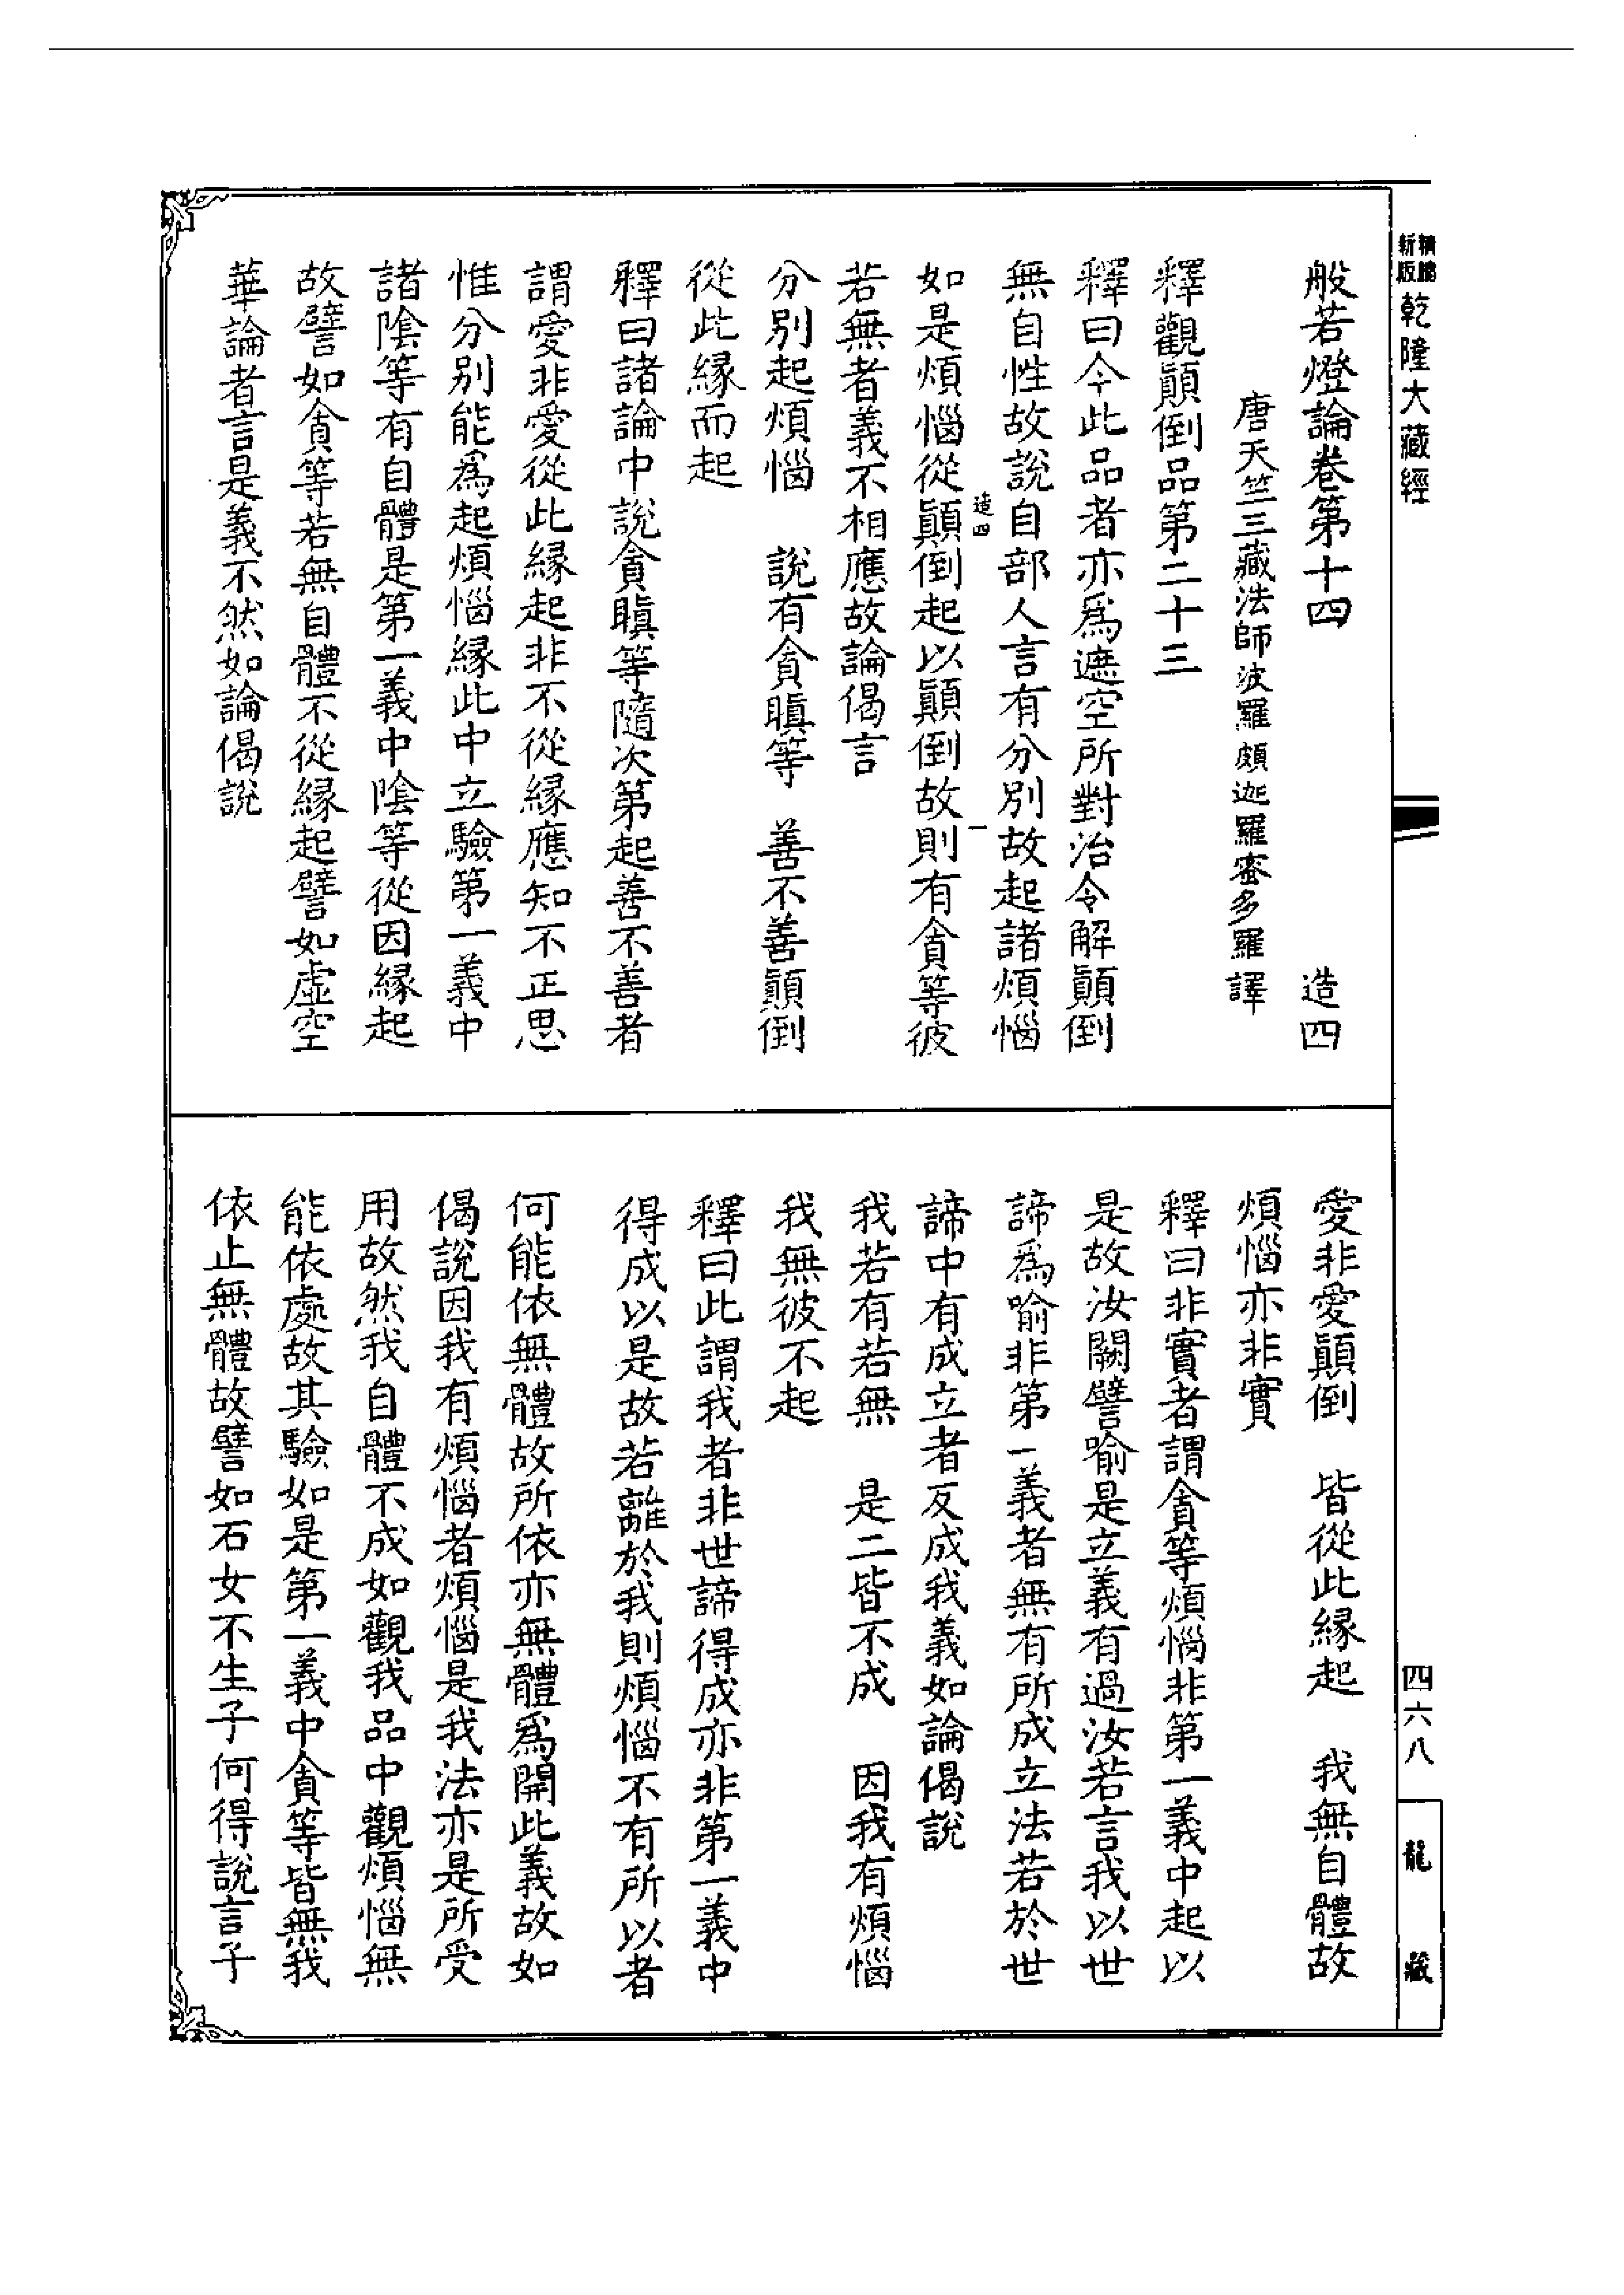 精鵰新版 乾隆大藏經
般若燈論卷第十四 造四
唐天竺三藏法師波羅頗迦羅蜜多羅譯
釋觀顚倒品第二十三
釋曰今此品者亦爲遮空所對治令解顚倒
無自性故說自部人言有分別故起諸煩惱
造四 一
如是煩惱從顚倒起以顚倒故則有貪等彼
若無者義不相應故論偈言
分別起煩惱 說有貪瞋等 善不善顚倒
從此緣而起
釋曰諸論中說貪瞋等隨次第起善不善者
謂愛非愛從此緣起非不從緣應知不正思
惟分別能爲起煩惱緣此中立驗第一義中
諸陰等有自體是第一義中陰等從因緣起
故譬如貪等若無自體不從緣起譬如虛空
華論者言是義不然如論偈說
愛非愛顚倒 皆從此緣起 我無自體故
煩惱亦非實
釋曰非實者謂貪等煩惱非第一義中起以
是故汝闕譬喻是立義有過汝若言我以世
諦爲喻非第一義者無有所成立法若於世
諦中有成立者反成我義如論偈說
我若有若無 是二皆不成 因我有煩惱
我無彼不起
釋曰此謂我者非世諦得成亦非第一義中
得成以是故若離於我則煩惱不有所以者
何能依無體故所依亦無體爲開此義故如
偈說因我有煩惱者煩惱是我法亦是所受
用故然我自體不成如觀我品中觀煩惱無
能依處故其驗如是第一義中貪等皆無我
依止無體故譬如石女不生子何得說言子
四六八
龍藏